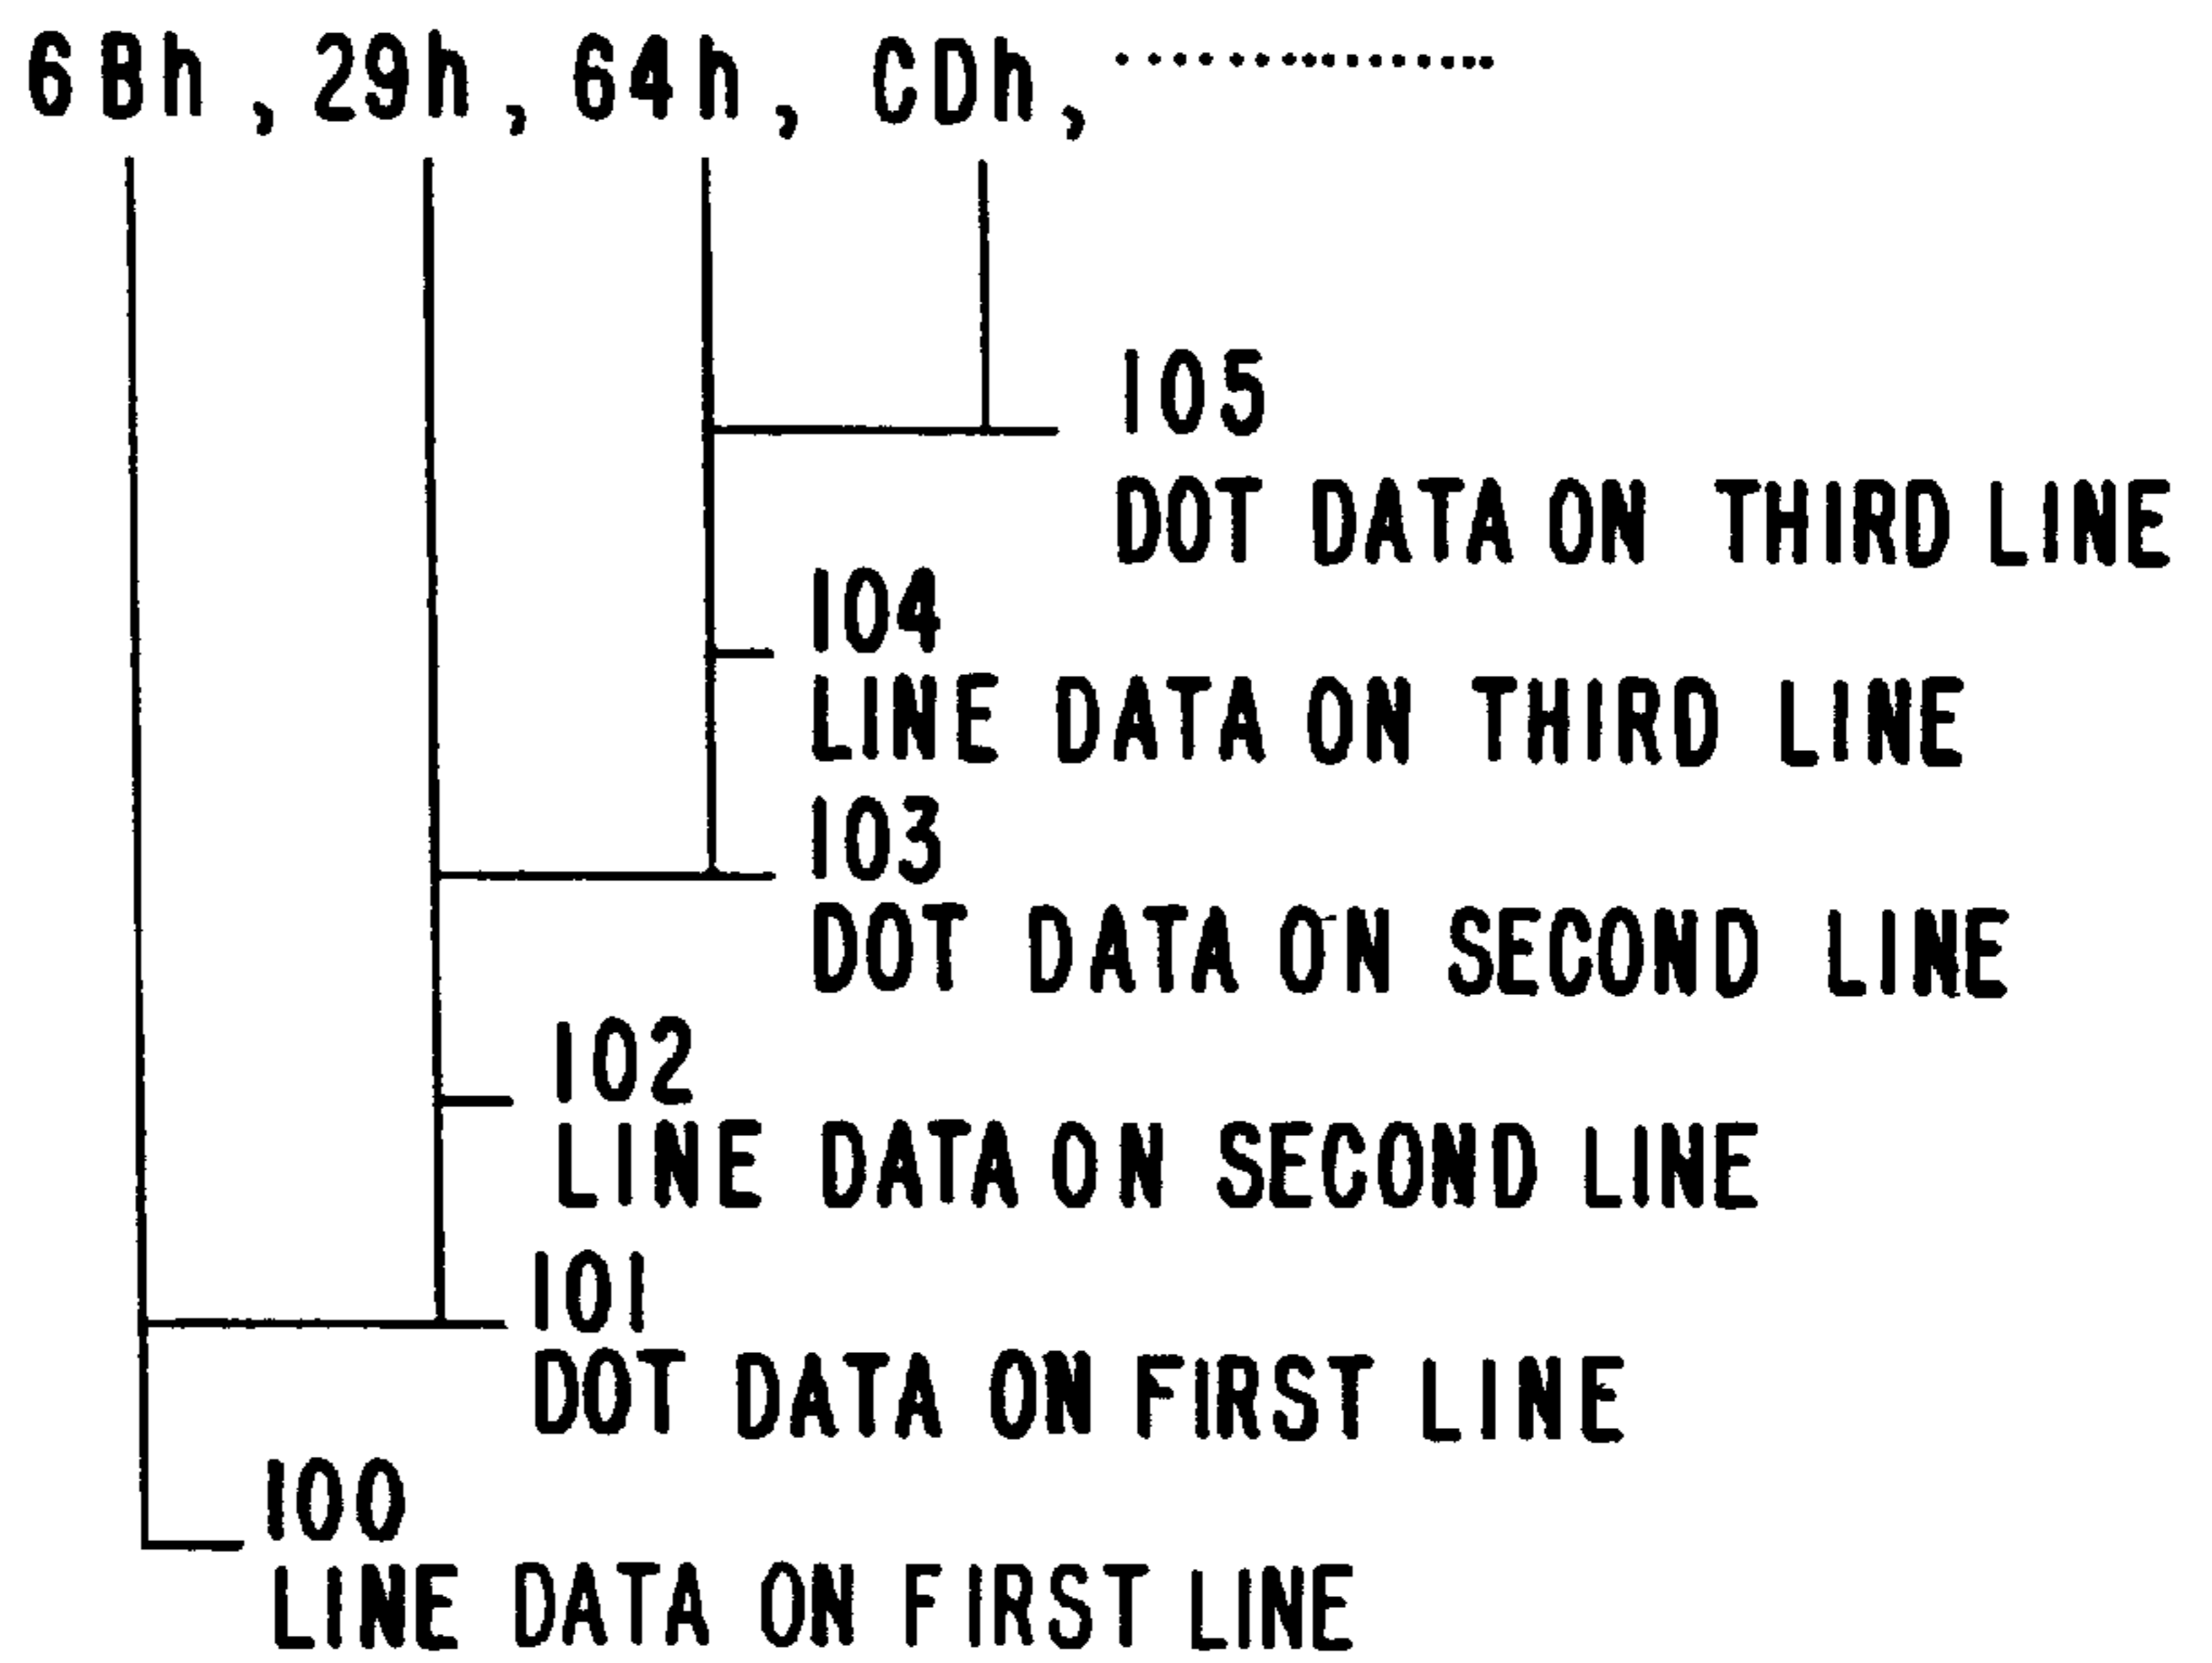 6Bh ,29h, 64h, CDh, ················
105
DOT DATA ON THIRD LINE
104
LINE DATA ON THIRD LINE
103
DOT DATA ON SECOND LINE
102
LINE DATA ON SECOND LINE
101
DOT DATA ON FIRST LINE
100
LINE DATA ON FIRST LINE